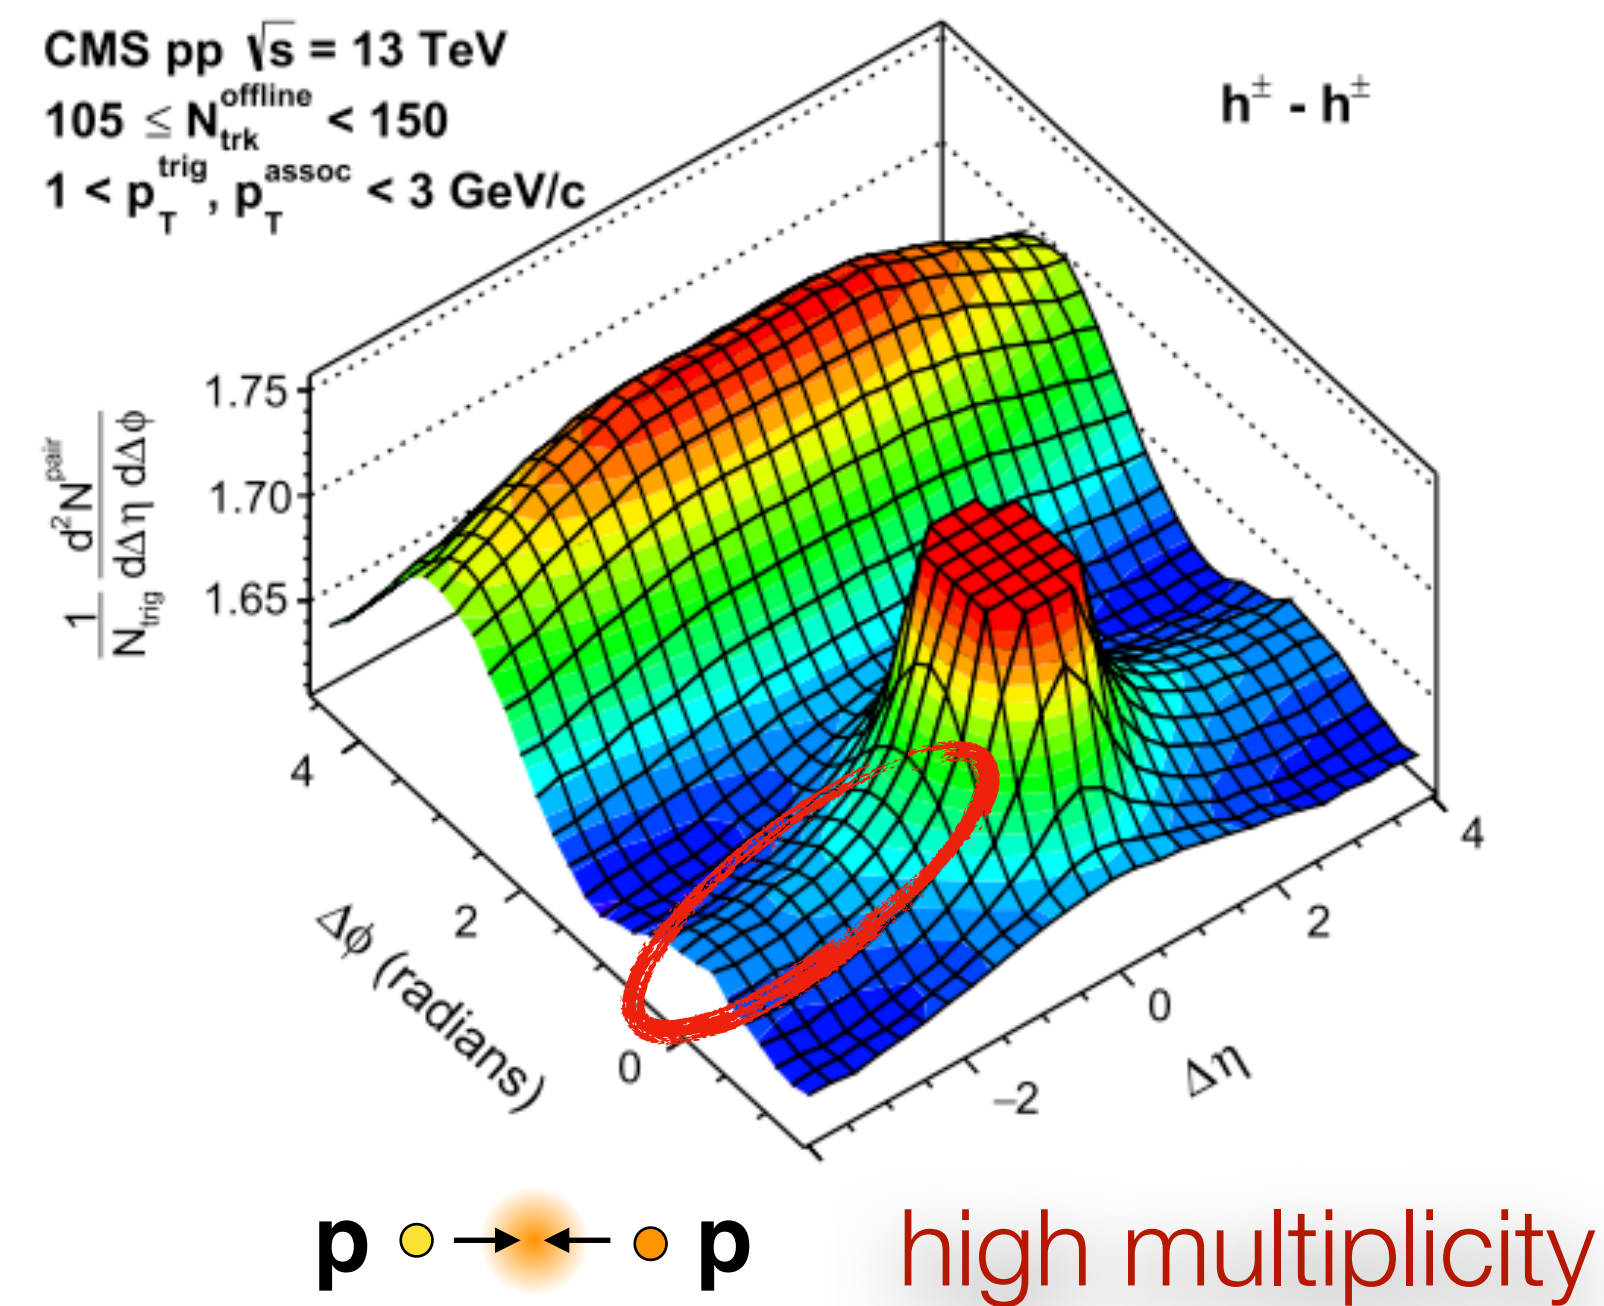 CMS pp √s = 13 TeV
105 ≤ N_trk^offline < 150
1 < p_T^trig, p_T^assoc < 3 GeV/c
h± - h±
1/N_trig d²N^pair/dΔη dΔϕ
1.75
1.70
1.65
4
2
0
Δϕ (radians)
−2
0
2
4
Δη
p p
high multiplicity